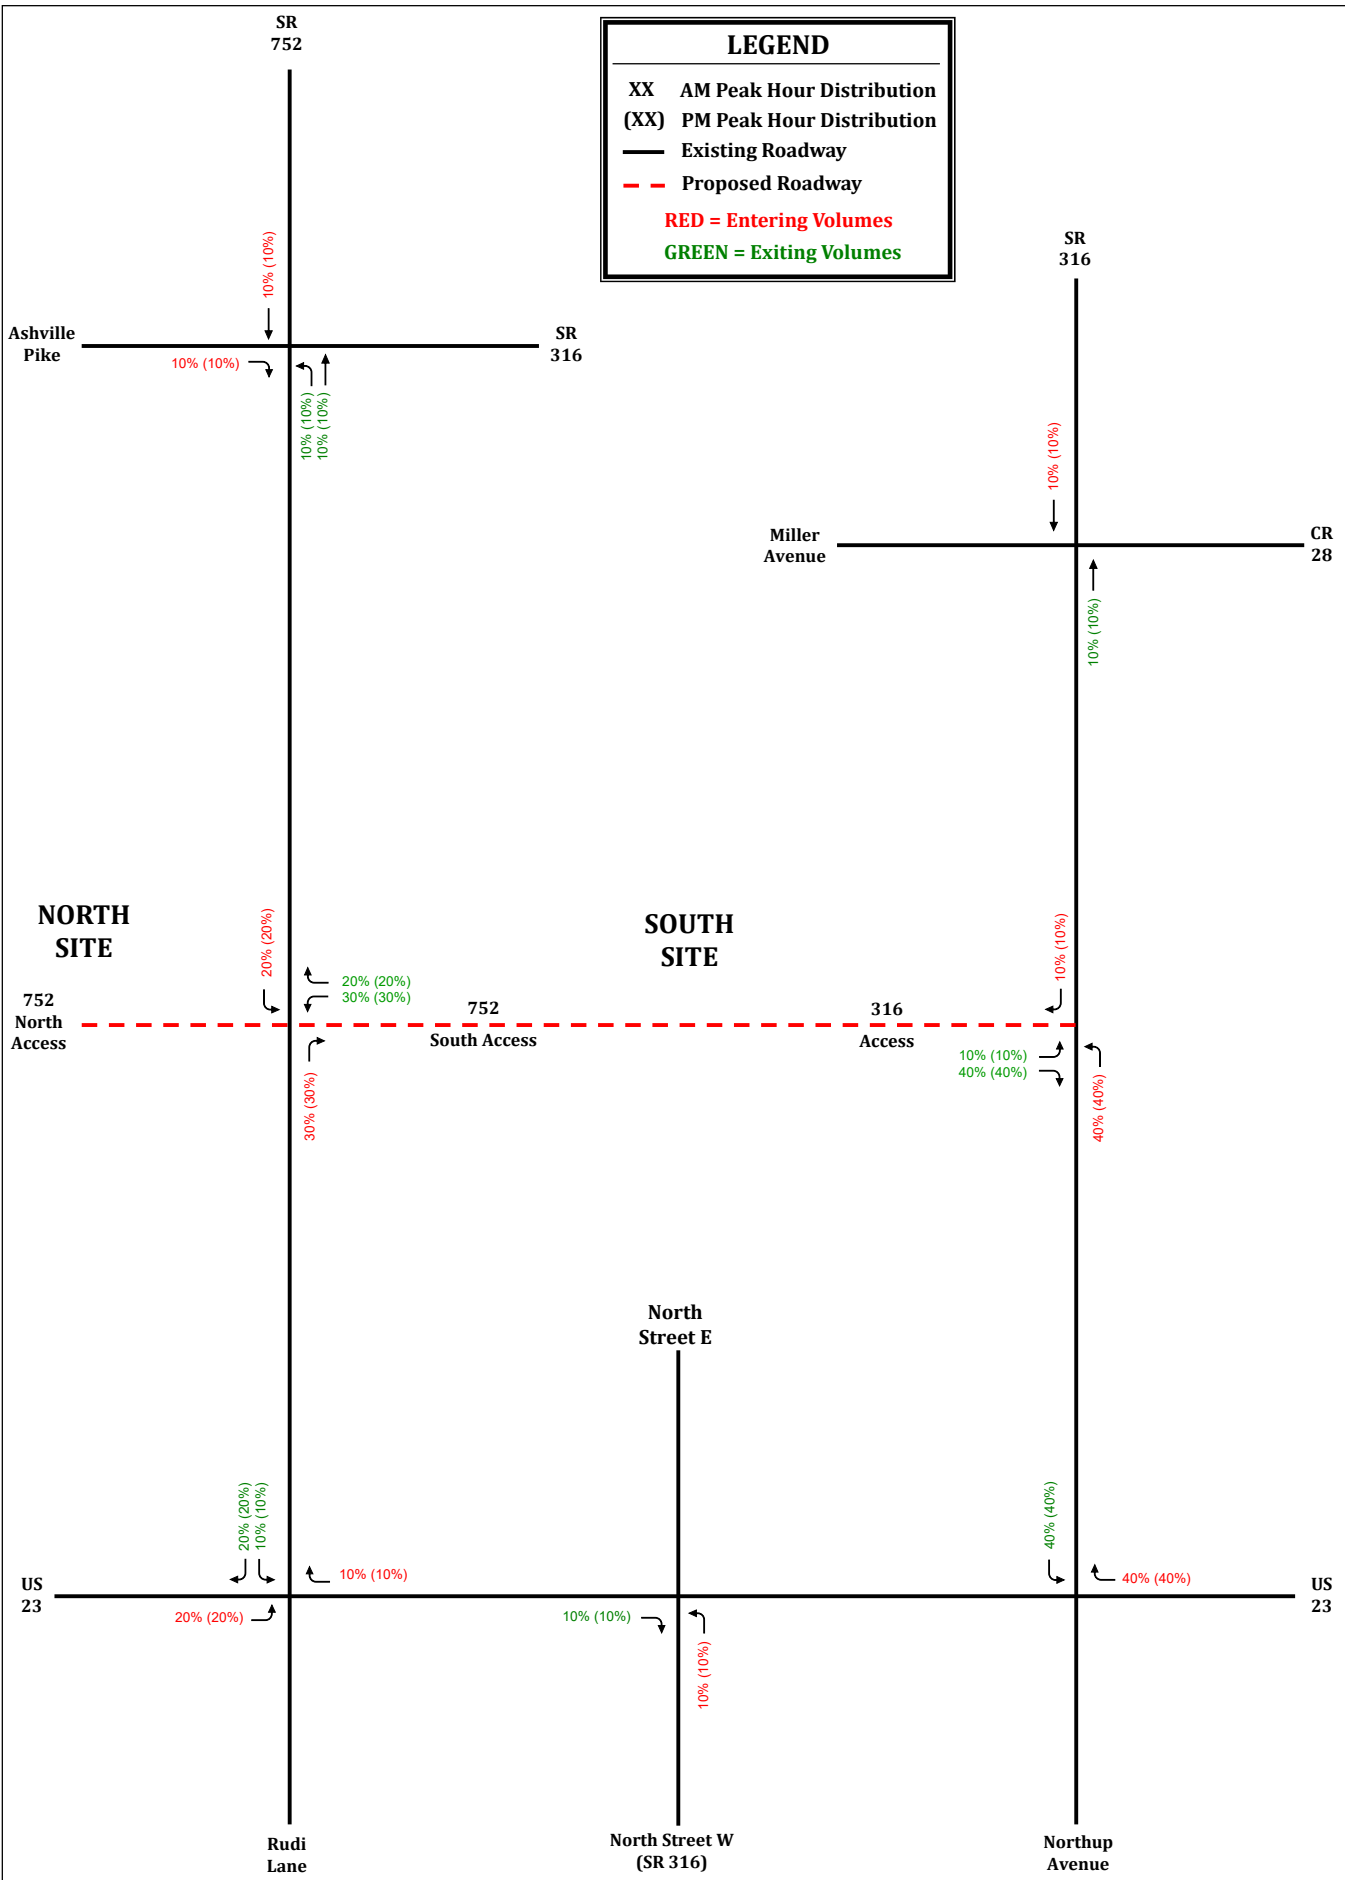 SR
752
LEGEND
XX AM Peak Hour Distribution
(XX) PM Peak Hour Distribution
Existing Roadway
Proposed Roadway
RED = Entering Volumes
GREEN = Exiting Volumes
SR
316
10% (10%)
Ashville
Pike
SR
316
10% (10%)
10% (10%)
10% (10%)
10% (10%)
Miller
Avenue
CR
28
10% (10%)
NORTH
SITE
SOUTH
SITE
20% (20%)
20% (20%)
30% (30%)
10% (10%)
752
North
Access
752
South Access
316
Access
30% (30%)
10% (10%)
40% (40%)
40% (40%)
North
Street E
20% (20%)
10% (10%)
40% (40%)
US
23
10% (10%)
20% (20%)
10% (10%)
10% (10%)
40% (40%)
US
23
Rudi
Lane
North Street W
(SR 316)
Northup
Avenue